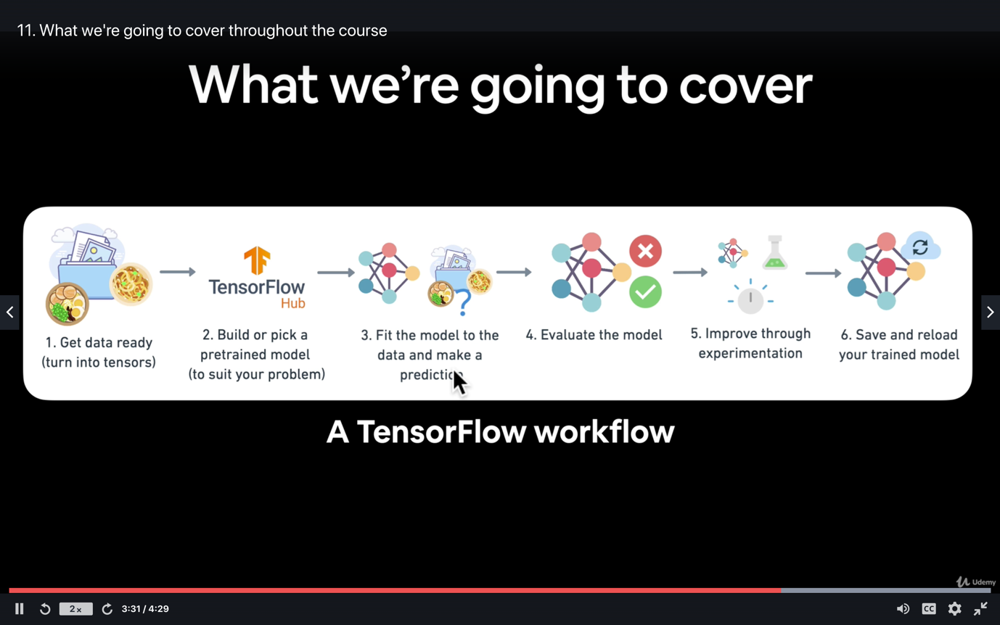 11. What we're going to cover throughout the course
What we're going to cover
TensorFlow
Hub
1. Get data ready
(turn into tensors)
2. Build or pick a
pretrained model
(to suit your problem)
3. Fit the model to the
data and make a
4. Evaluate the model
5. Improve through
experimentation
6. Save and reload
your trained model
A TensorFlow workflow
Udemy
2x
3:31 / 4:29
CC